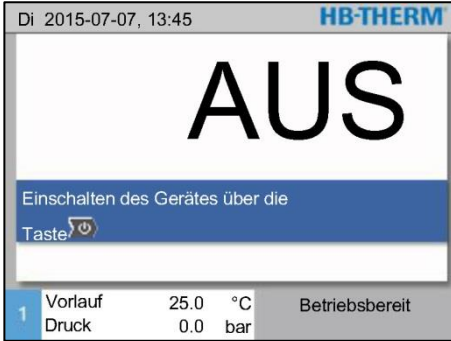 Di 2015-07-07, 13:45 HB-THERM
AUS
Einschalten des Gerätes über die
Taste
1 Vorlauf 25.0 °C Betriebsbereit
Druck 0.0 bar